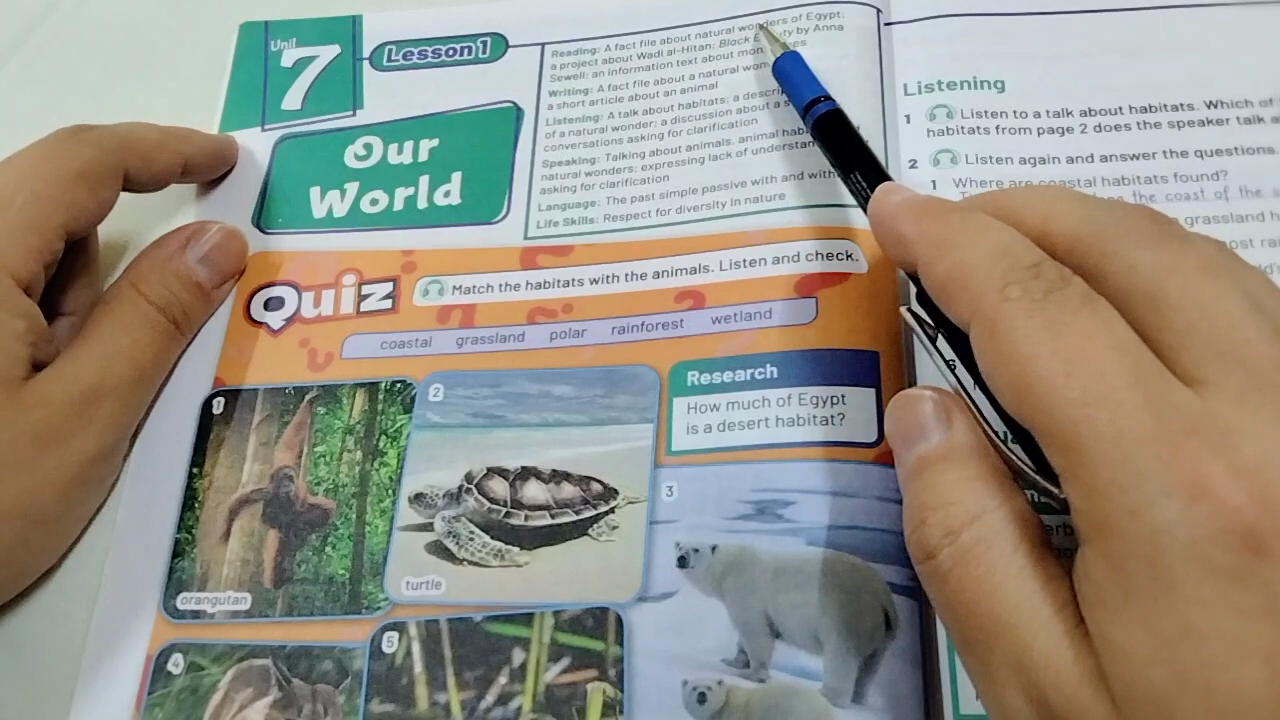 Unit
7
Lesson 1
Our
World
Reading: A fact file about natural wonders of Egypt;
a project about Wadi al-Hitan; Black by Anna
Sewell; an information text about
Writing: A fact file about a natural
a short article about an animal
Listening: A talk about habitats; a
of a natural wonder; a discussion about a
conversations asking for clarification
Speaking: Talking about animals, animal
natural wonders; expressing lack of
asking for clarification
Language: The past simple passive with and
Life Skills: Respect for diversity in nature
Quiz
Match the habitats with the animals. Listen and check.
coastal grassland polar rainforest wetland
Research
How much of Egypt
is a desert habitat?
1
orangutan
2
turtle
3
4
5
Listening
1 Listen to a talk about habitats. Which of
habitats from page 2 does the speaker talk
2 Listen again and answer the questions.
1 Where are coastal habitats found?
the coast of the
grassland